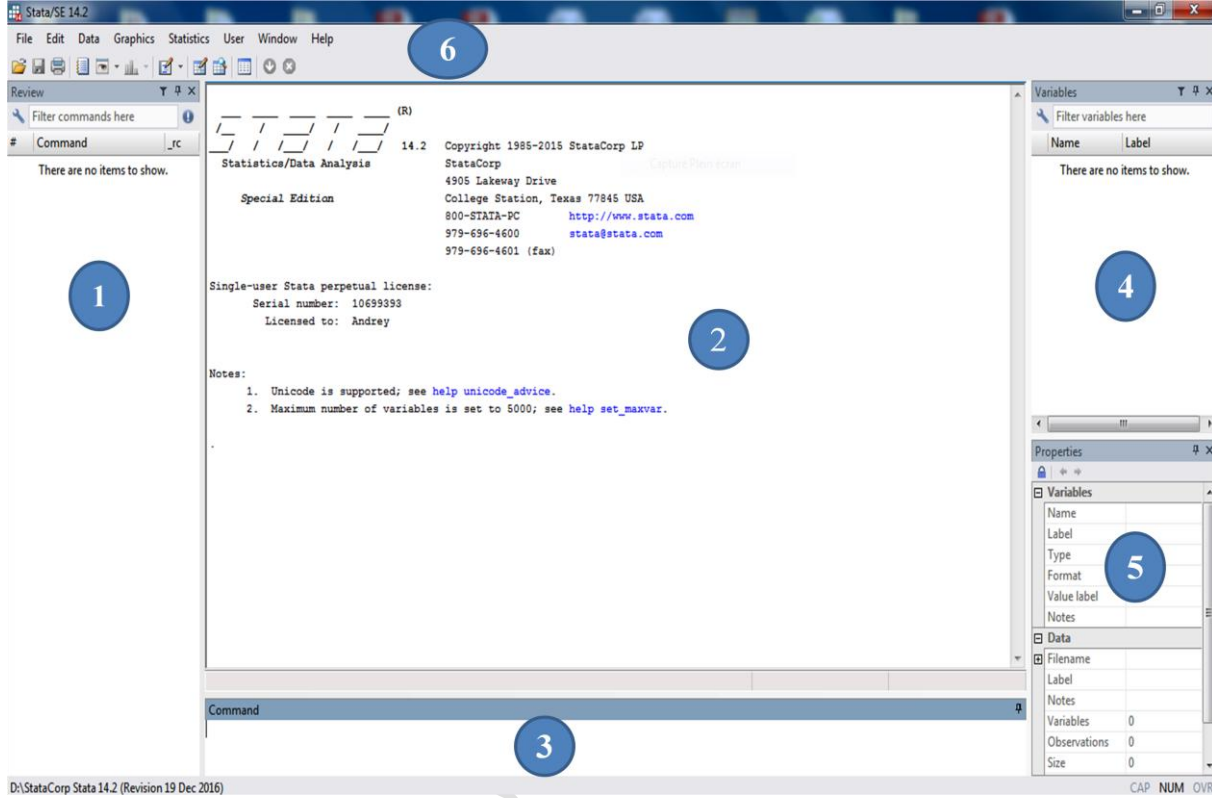 Stata/SE 14.2
File Edit Data Graphics Statistics User Window Help
6
Review
Filter commands here
# Command _rc
There are no items to show.
1
(R)
stata 14.2 Copyright 1985-2015 StataCorp LP
Statistics/Data Analysis StataCorp
4905 Lakeway Drive
Special Edition College Station, Texas 77845 USA
800-STATA-PC http://www.stata.com
979-696-4600 stata@stata.com
979-696-4601 (fax)
Single-user Stata perpetual license:
Serial number: 10699393
Licensed to: Andrey
2
Notes:
1. Unicode is supported; see help unicode_advice.
2. Maximum number of variables is set to 5000; see help set_maxvar.
.
Command
3
Variables
Filter variables here
Name Label
There are no items to show.
4
Properties
Variables
Name
Label
Type
Format
Value label
Notes
5
Data
Filename
Label
Notes
Variables 0
Observations 0
Size 0
D:\StataCorp Stata 14.2 (Revision 19 Dec 2016)
CAP NUM OVR